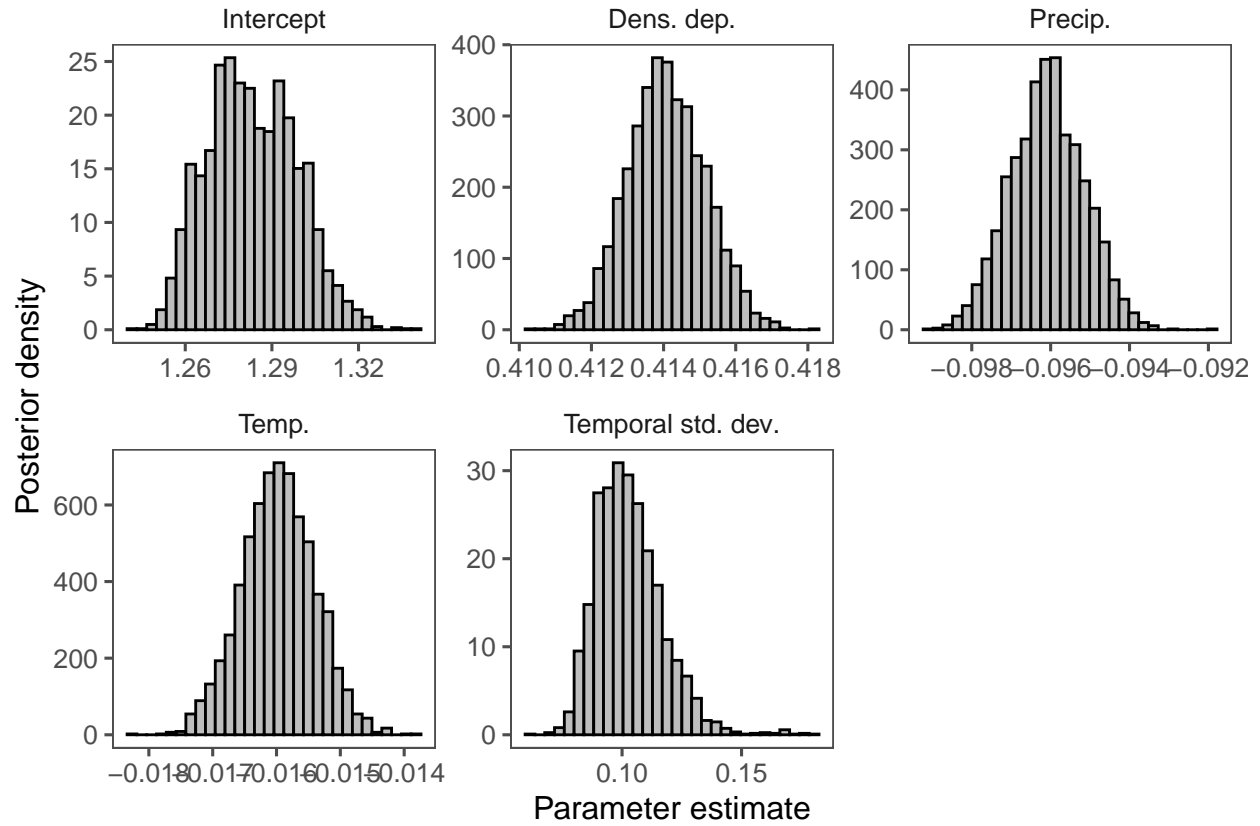 Intercept
Dens. dep.
Precip.
25
20
15
10
5
0
1.26 1.29 1.32
400
300
200
100
0
0.410 0.412 0.414 0.416 0.418
400
300
200
100
0
−0.098 −0.096 −0.094 −0.092
Posterior density
Temp.
Temporal std. dev.
600
400
200
0
−0.018 −0.017 −0.016 −0.015 −0.014
30
20
10
0
0.10 0.15
Parameter estimate